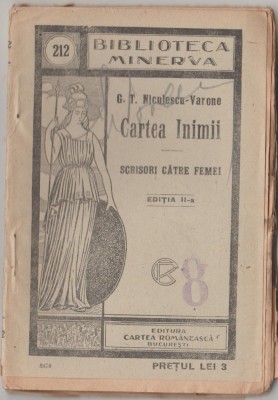 212
BIBLIOTECA
MINERVA
G. T. Niculescu-Varone
Cartea Inimii
SCRISORI CĂTRE FEMEI
EDIȚIA II-a
8
EDITURA
CARTEA ROMÂNEASCĂ
BUCUREȘTI
PREȚUL LEI 3